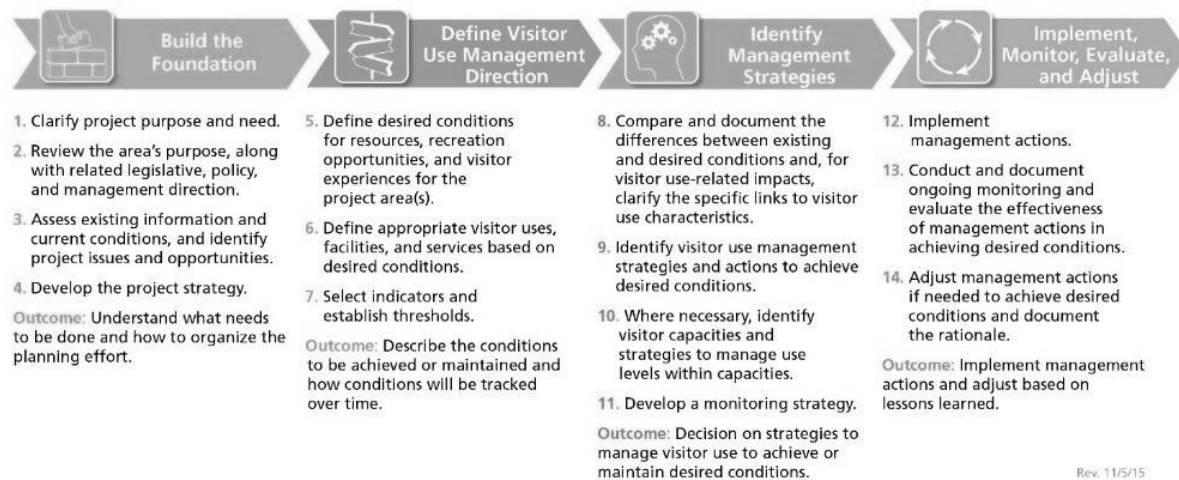 Build the
Foundation
1. Clarify project purpose and need.
2. Review the area's purpose, along
with related legislative, policy,
and management direction.
3. Assess existing information and
current conditions, and identify
project issues and opportunities.
4. Develop the project strategy.
Outcome: Understand what needs
to be done and how to organize the
planning effort.
Define Visitor
Use Management
Direction
5. Define desired conditions
for resources, recreation
opportunities, and visitor
experiences for the
project area(s).
6. Define appropriate visitor uses,
facilities, and services based on
desired conditions.
7. Select indicators and
establish thresholds.
Outcome: Describe the conditions
to be achieved or maintained and
how conditions will be tracked
over time.
Identify
Management
Strategies
8. Compare and document the
differences between existing
and desired conditions and, for
visitor use-related impacts,
clarify the specific links to visitor
use characteristics.
9. Identify visitor use management
strategies and actions to achieve
desired conditions.
10. Where necessary, identify
visitor capacities and
strategies to manage use
levels within capacities.
11. Develop a monitoring strategy.
Outcome: Decision on strategies to
manage visitor use to achieve or
maintain desired conditions.
Implement,
Monitor, Evaluate,
and Adjust
12. Implement
management actions.
13. Conduct and document
ongoing monitoring and
evaluate the effectiveness
of management actions in
achieving desired conditions.
14. Adjust management actions
if needed to achieve desired
conditions and document
the rationale.
Outcome: Implement management
actions and adjust based on
lessons learned.
Rev. 11/5/15